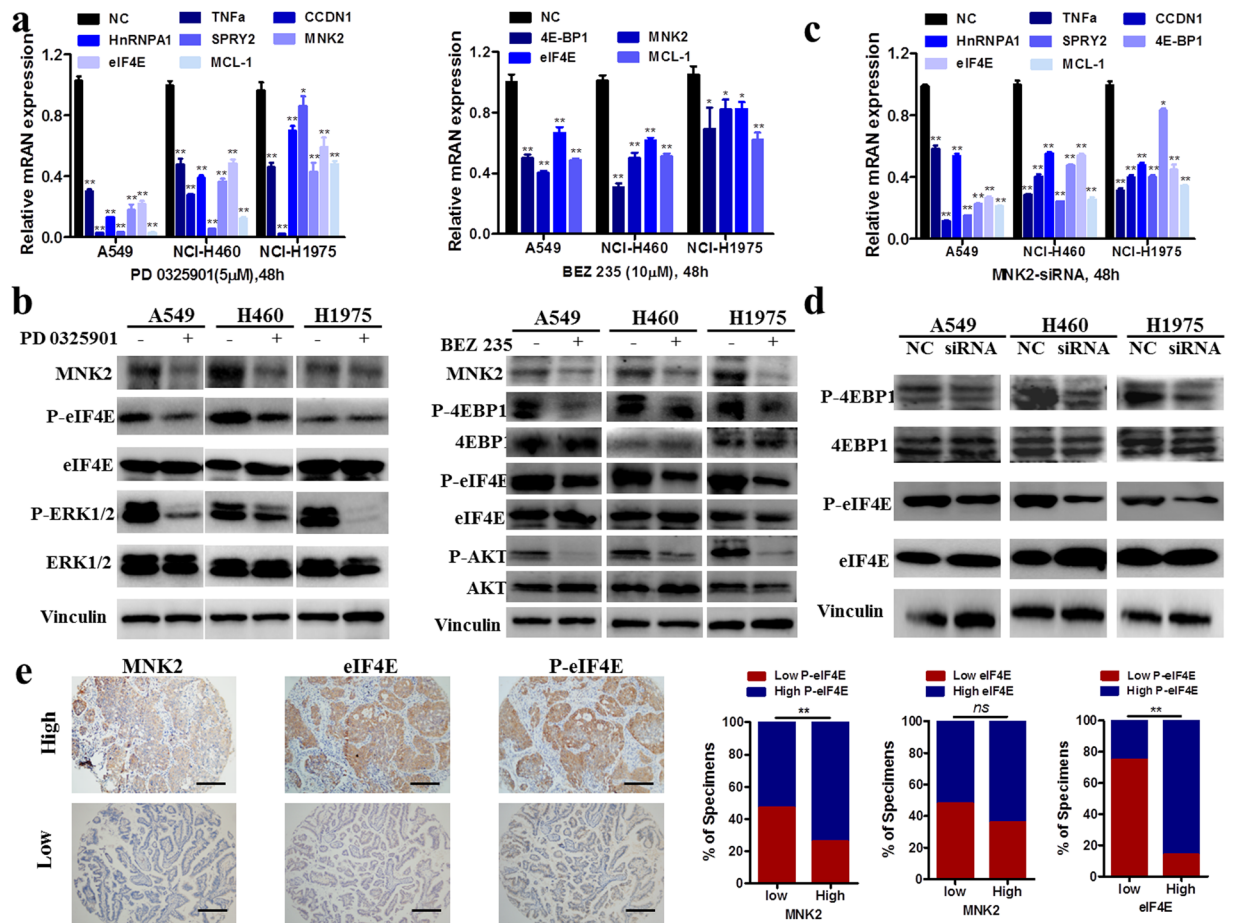 a
NC TNFa CCDN1
HnRNPA1 SPRY2 MNK2
eIF4E MCL-1
Relative mRAN expression
1.2
0.8
0.4
0.0
** ** ** ** ** ** **
** ** ** ** ** ** **
** ** ** * ** ** **
A549 NCI-H460 NCI-H1975
PD 0325901(5μM),48h
NC MNK2
4E-BP1
eIF4E MCL-1
Relative mRAN expression
1.2
0.8
0.4
0.0
** ** ** **
** ** ** **
* * * **
A549 NCI-H460 NCI-H1975
BEZ 235 (10μM), 48h
c
NC TNFa CCDN1
HnRNPA1 SPRY2 4E-BP1
eIF4E MCL-1
Relative mRAN expression
1.2
0.8
0.4
0.0
** ** ** ** ** ** **
** ** ** ** ** ** **
** ** ** ** * ** **
A549 NCI-H460 NCI-H1975
MNK2-siRNA, 48h
b
A549 H460 H1975
PD 0325901 - + - + - +
MNK2
P-eIF4E
eIF4E
P-ERK1/2
ERK1/2
Vinculin
A549 H460 H1975
BEZ 235 - + - + - +
MNK2
P-4EBP1
4EBP1
P-eIF4E
eIF4E
P-AKT
AKT
Vinculin
d
A549 H460 H1975
NC siRNA NC siRNA NC siRNA
P-4EBP1
4EBP1
P-eIF4E
eIF4E
Vinculin
e
MNK2 eIF4E P-eIF4E
High
Low
Low P-eIF4E
High P-eIF4E
% of Specimens
100
80
60
40
20
0
**
low High
MNK2
Low eIF4E
High eIF4E
% of Specimens
100
80
60
40
20
0
ns
low High
MNK2
Low P-eIF4E
High P-eIF4E
% of Specimens
100
80
60
40
20
0
**
low High
eIF4E